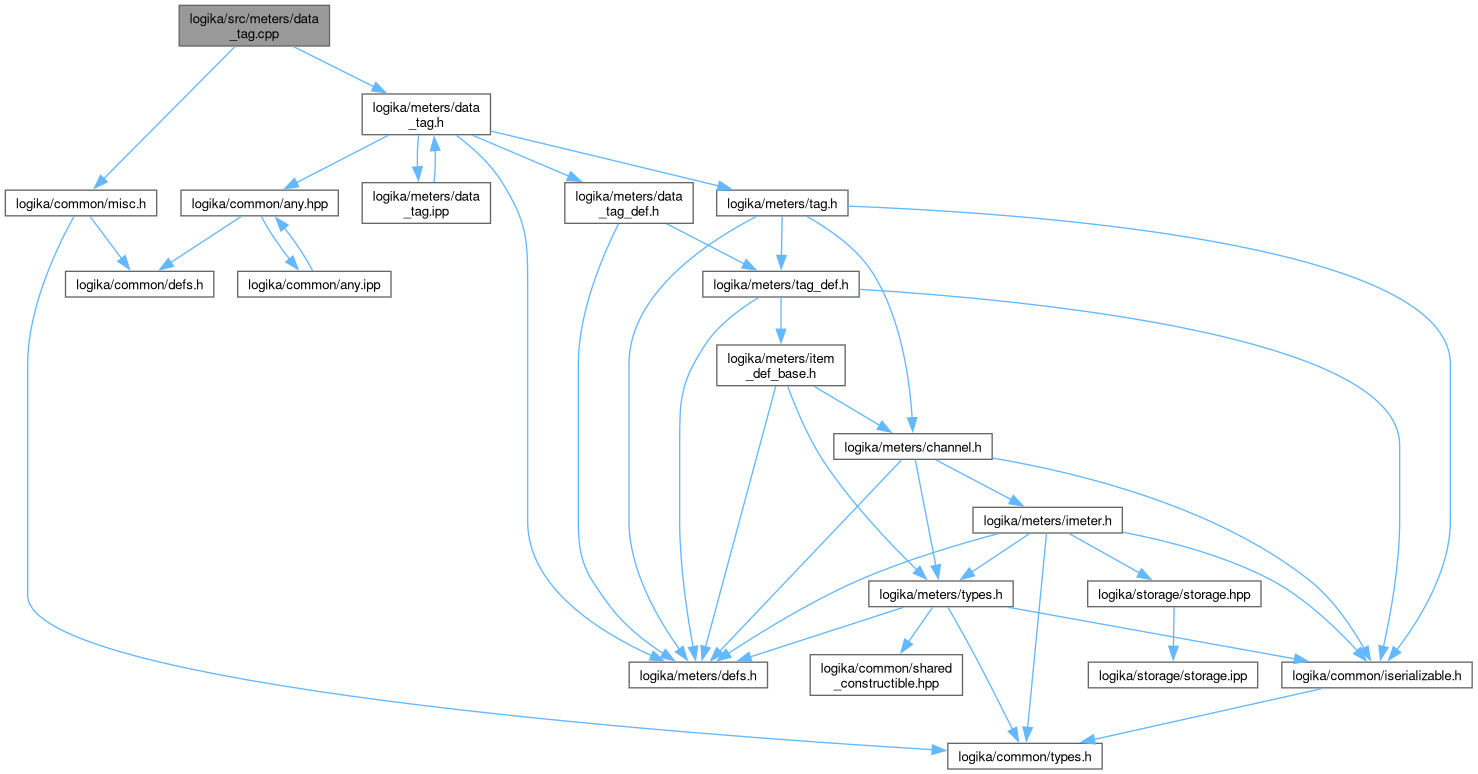 logika/src/meters/data
_tag.cpp
logika/meters/data
_tag.h
logika/common/misc.h
logika/common/any.hpp
logika/meters/data
_tag.ipp
logika/meters/data
_tag_def.h
logika/meters/tag.h
logika/common/defs.h
logika/common/any.ipp
logika/meters/tag_def.h
logika/meters/item
_def_base.h
logika/meters/channel.h
logika/meters/imeter.h
logika/meters/types.h
logika/storage/storage.hpp
logika/meters/defs.h
logika/common/shared
_constructible.hpp
logika/storage/storage.ipp
logika/common/iserializable.h
logika/common/types.h